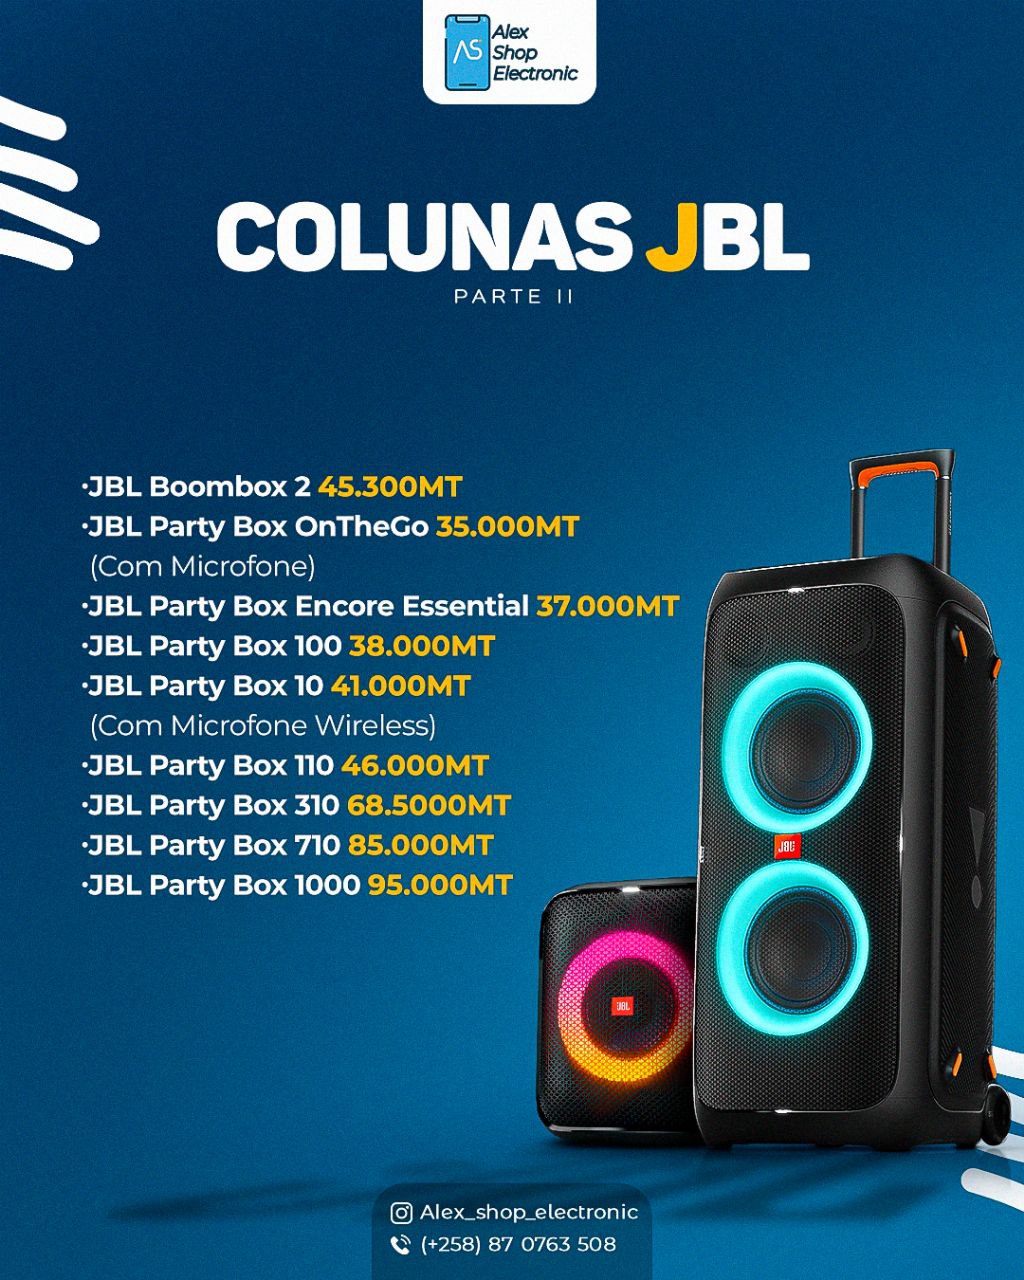 AS
Alex
Shop
Electronic
COLUNAS JBL
PARTE II
·JBL Boombox 2 45.300MT
·JBL Party Box OnTheGo 35.000MT
(Com Microfone)
·JBL Party Box Encore Essential 37.000MT
·JBL Party Box 100 38.000MT
·JBL Party Box 10 41.000MT
(Com Microfone Wireless)
·JBL Party Box 110 46.000MT
·JBL Party Box 310 68.5000MT
·JBL Party Box 710 85.000MT
·JBL Party Box 1000 95.000MT
JBL
JBL
Alex_shop_electronic
(+258) 87 0763 508